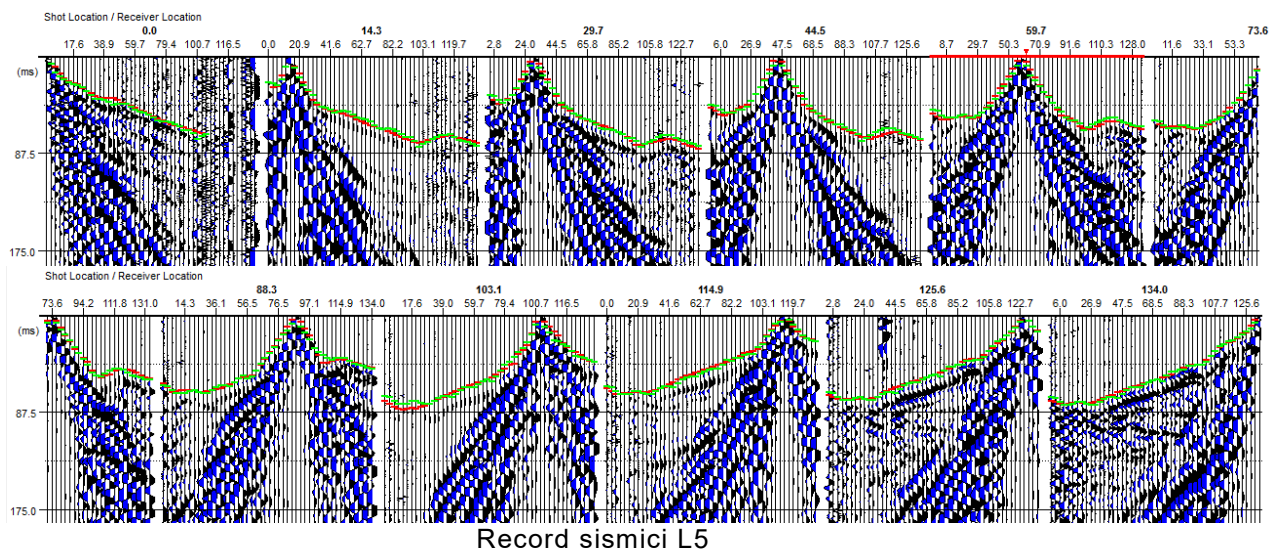 Shot Location / Receiver Location
0.0 14.3 29.7 44.5 59.7 73.6
17.6 38.9 59.7 79.4 100.7 116.5 0.0 20.9 41.6 62.7 82.2 103.1 119.7 2.8 24.0 44.5 65.8 85.2 105.8 122.7 6.0 26.9 47.5 68.5 88.3 107.7 125.6 8.7 29.7 50.3 70.9 91.6 110.3 128.0 11.6 33.1 53.3
(ms)
87.5
175.0
Shot Location / Receiver Location
88.3 103.1 114.9 125.6 134.0
73.6 94.2 111.8 131.0 14.3 36.1 56.5 76.5 97.1 114.9 134.0 17.6 39.0 59.7 79.4 100.7 116.5 0.0 20.9 41.6 62.7 82.2 103.1 119.7 2.8 24.0 44.5 65.8 85.2 105.8 122.7 6.0 26.9 47.5 68.5 88.3 107.7 125.6
(ms)
87.5
175.0
Record sismici L5